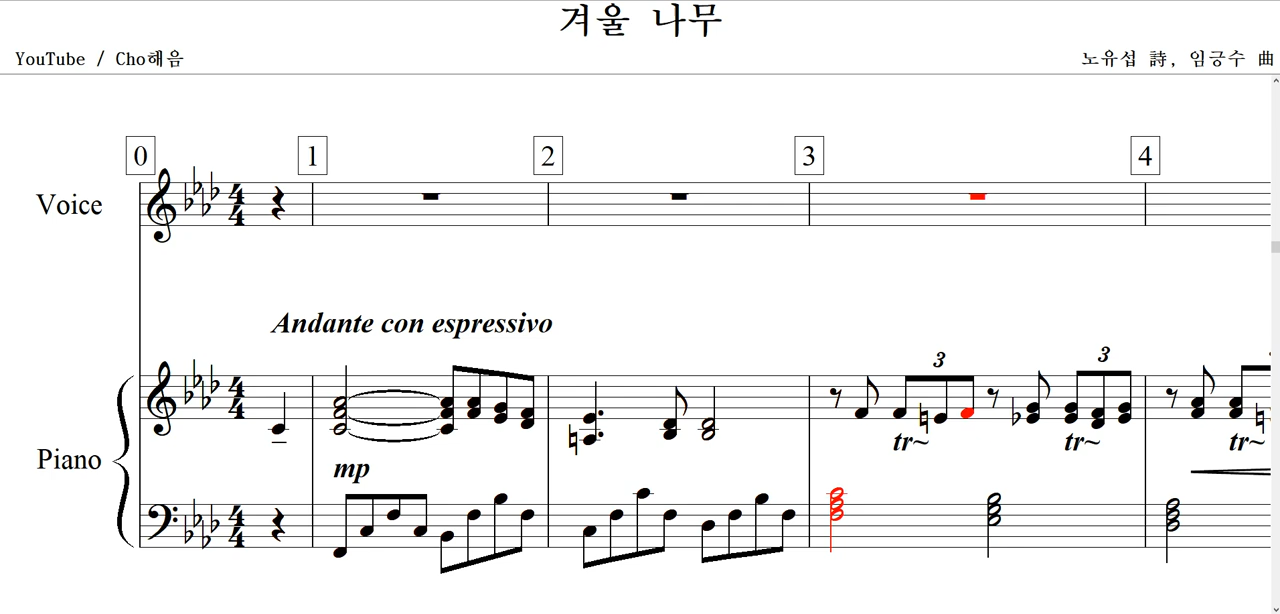 겨울 나무
YouTube / Cho해음
노유섭 詩, 임긍수 曲
0 1 2 3 4
Voice
Andante con espressivo
3 3
Piano
tr~ tr~ tr~
mp